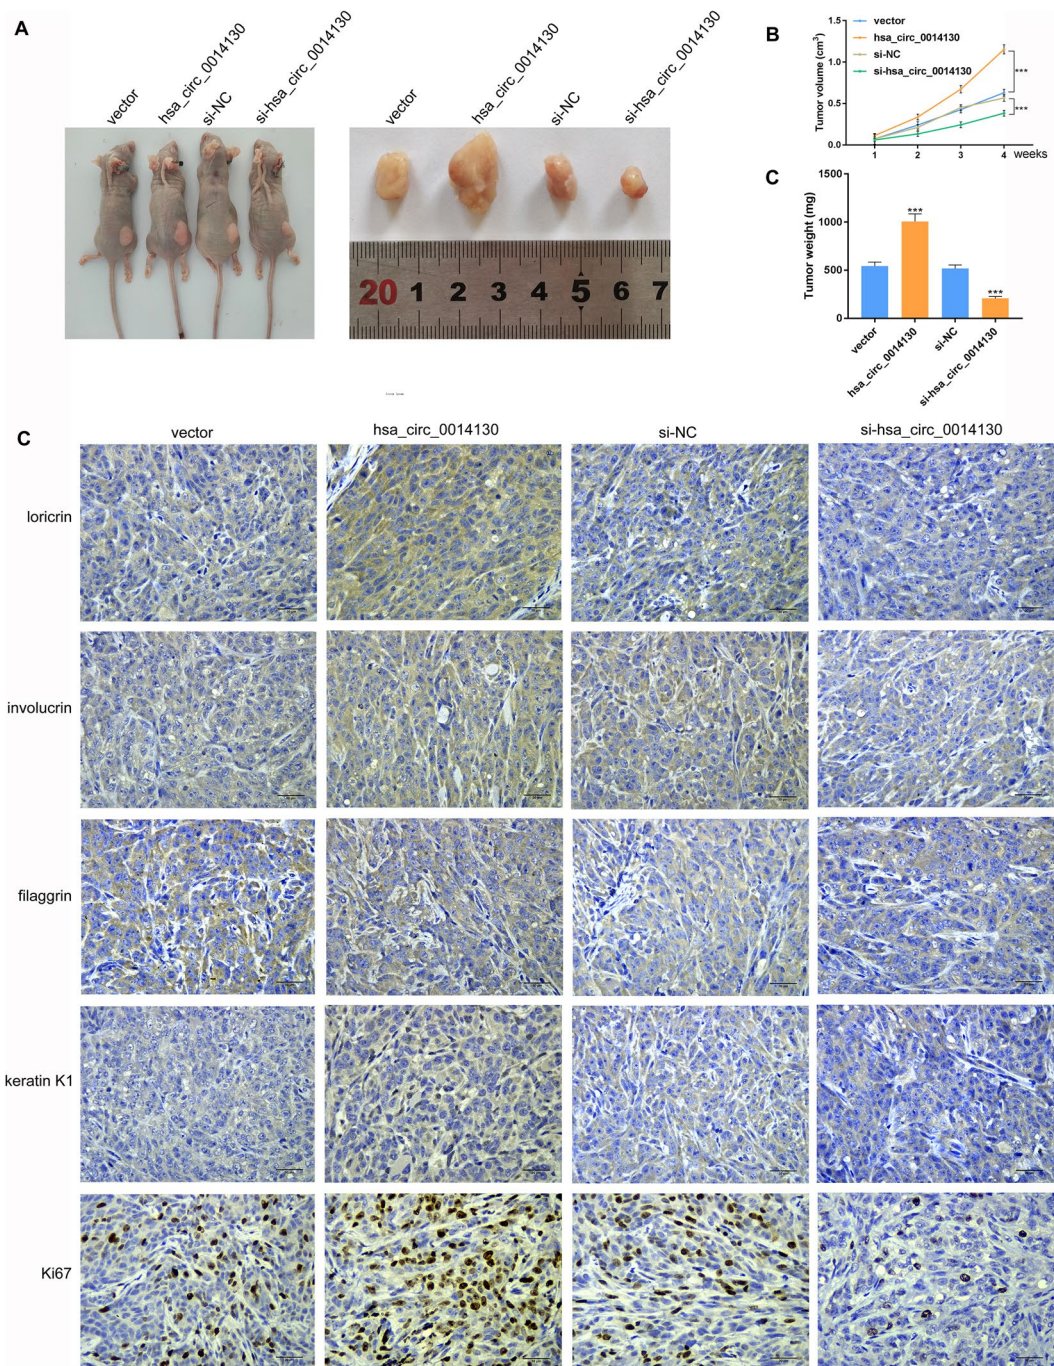 A
vector
hsa_circ_0014130
si-NC
si-hsa_circ_0014130
vector
hsa_circ_0014130
si-NC
si-hsa_circ_0014130
20 1 2 3 4 5 6 7
B
vector
hsa_circ_0014130
si-NC
si-hsa_circ_0014130
Tumor volume (cm3)
1.5
1.0
0.5
0.0
***
***
1 2 3 4 weeks
C
Tumor weight (mg)
1500
1000
500
0
***
***
vector
hsa_circ_0014130
si-NC
si-hsa_circ_0014130
C
vector hsa_circ_0014130 si-NC si-hsa_circ_0014130
loricrin
involucrin
filaggrin
keratin K1
Ki67